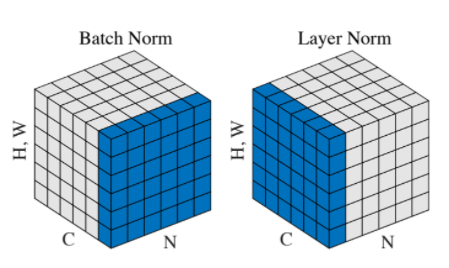 Batch Norm
Layer Norm
H, W
C
N
H, W
C
N